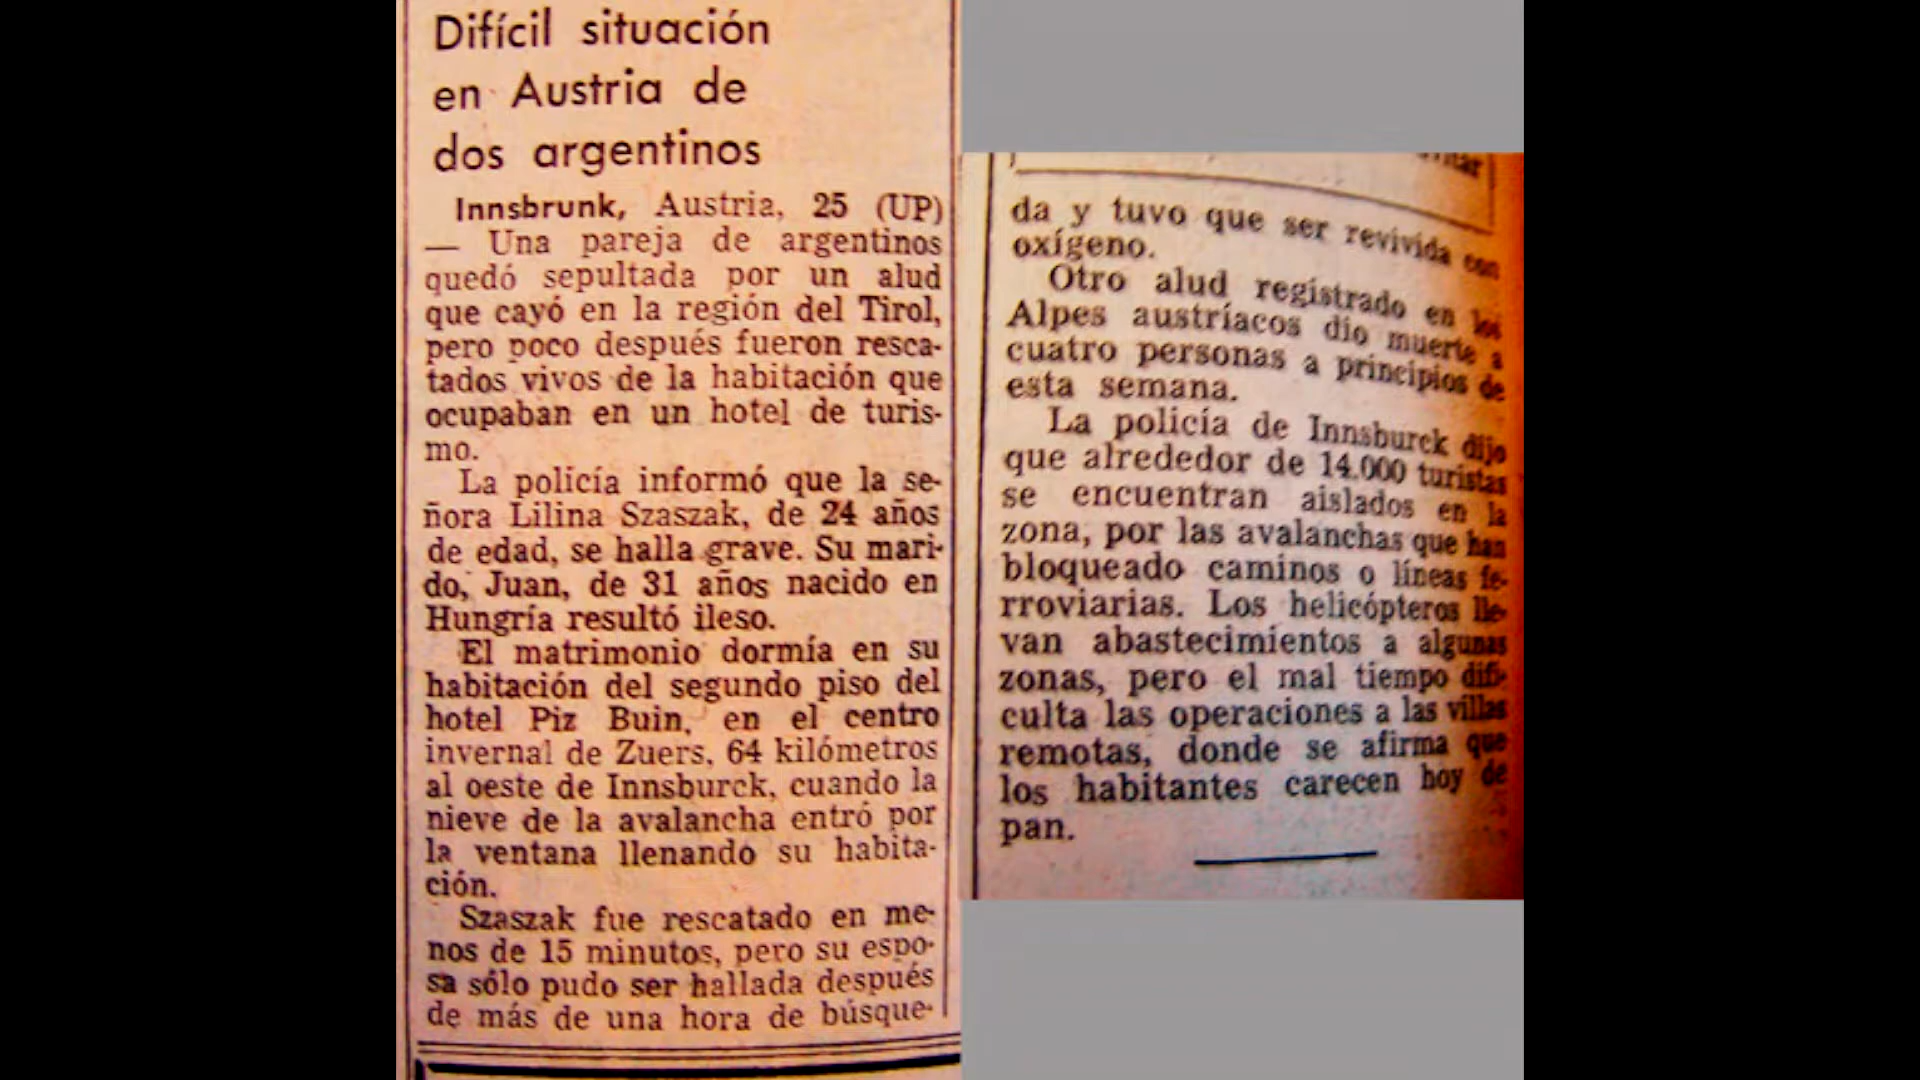 Difícil situación
en Austria de
dos argentinos
Innsbrunk, Austria, 25 (UP)
— Una pareja de argentinos
quedó sepultada por un alud
que cayó en la región del Tirol,
pero poco después fueron resca-
tados vivos de la habitación que
ocupaban en un hotel de turis-
mo.
La policía informó que la se-
ñora Lilina Szaszak, de 24 años
de edad, se halla grave. Su mari-
do, Juan, de 31 años nacido en
Hungría resultó ileso.
El matrimonio dormía en su
habitación del segundo piso del
hotel Piz Buin, en el centro
invernal de Zuers, 64 kilómetros
al oeste de Innsburck, cuando la
nieve de la avalancha entró por
la ventana llenando su habita-
ción.
Szaszak fue rescatado en me-
nos de 15 minutos, pero su espo-
sa sólo pudo ser hallada después
de más de una hora de búsque-
da y tuvo que ser revivida con
oxígeno.
Otro alud registrado en los
Alpes austríacos dio muerte a
cuatro personas a principios de
esta semana.
La policía de Innsburck dijo
que alrededor de 14.000 turistas
se encuentran aislados en la
zona, por las avalanchas que han
bloqueado caminos o líneas fe-
rroviarias. Los helicópteros lle-
van abastecimientos a algunas
zonas, pero el mal tiempo difi-
culta las operaciones a las villas
remotas, donde se afirma que
los habitantes carecen hoy de
pan.